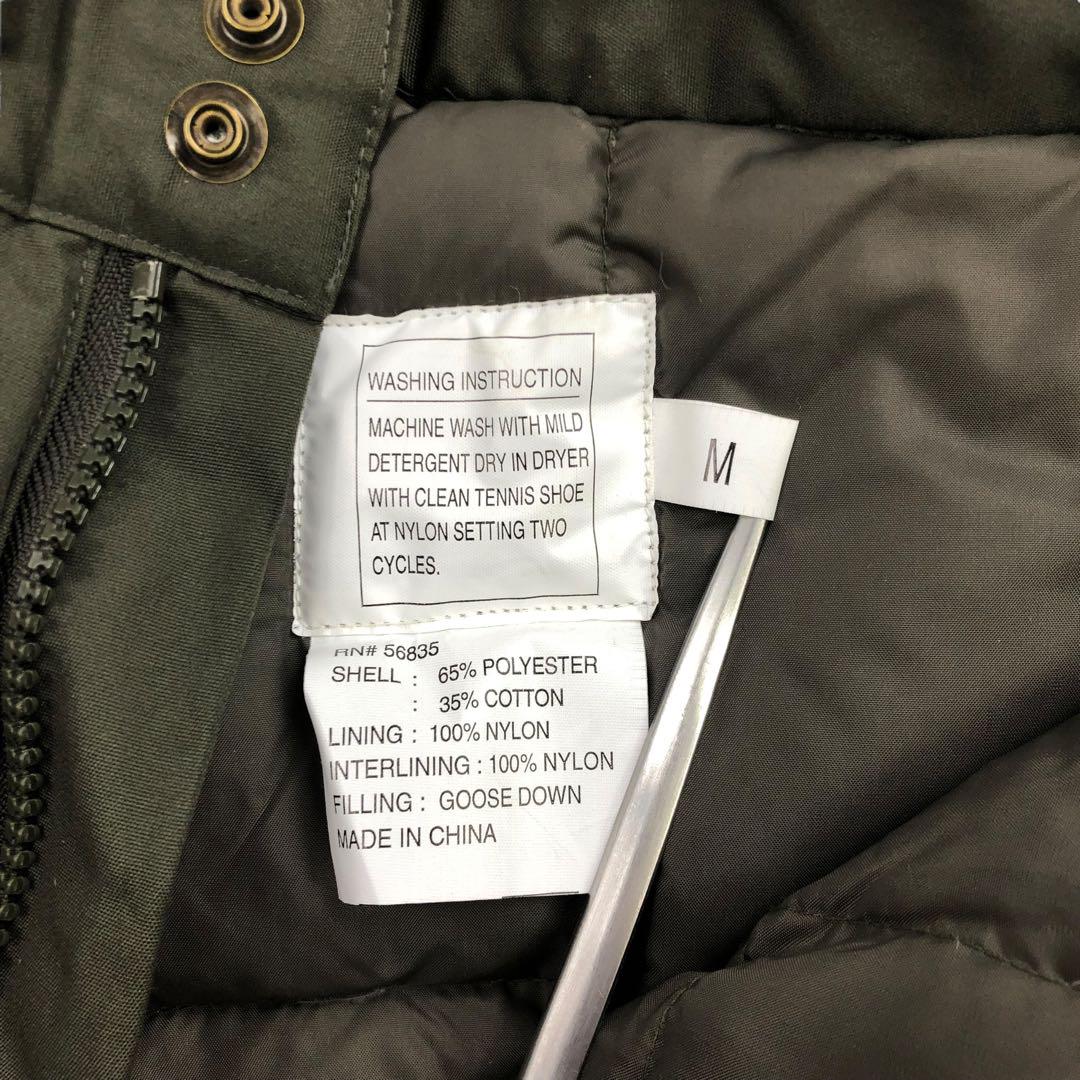 WASHING INSTRUCTION
MACHINE WASH WITH MILD
DETERGENT DRY IN DRYER
WITH CLEAN TENNIS SHOE
AT NYLON SETTING TWO
CYCLES.
M
RN# 56835
SHELL : 65% POLYESTER
: 35% COTTON
LINING : 100% NYLON
INTERLINING : 100% NYLON
FILLING : GOOSE DOWN
MADE IN CHINA